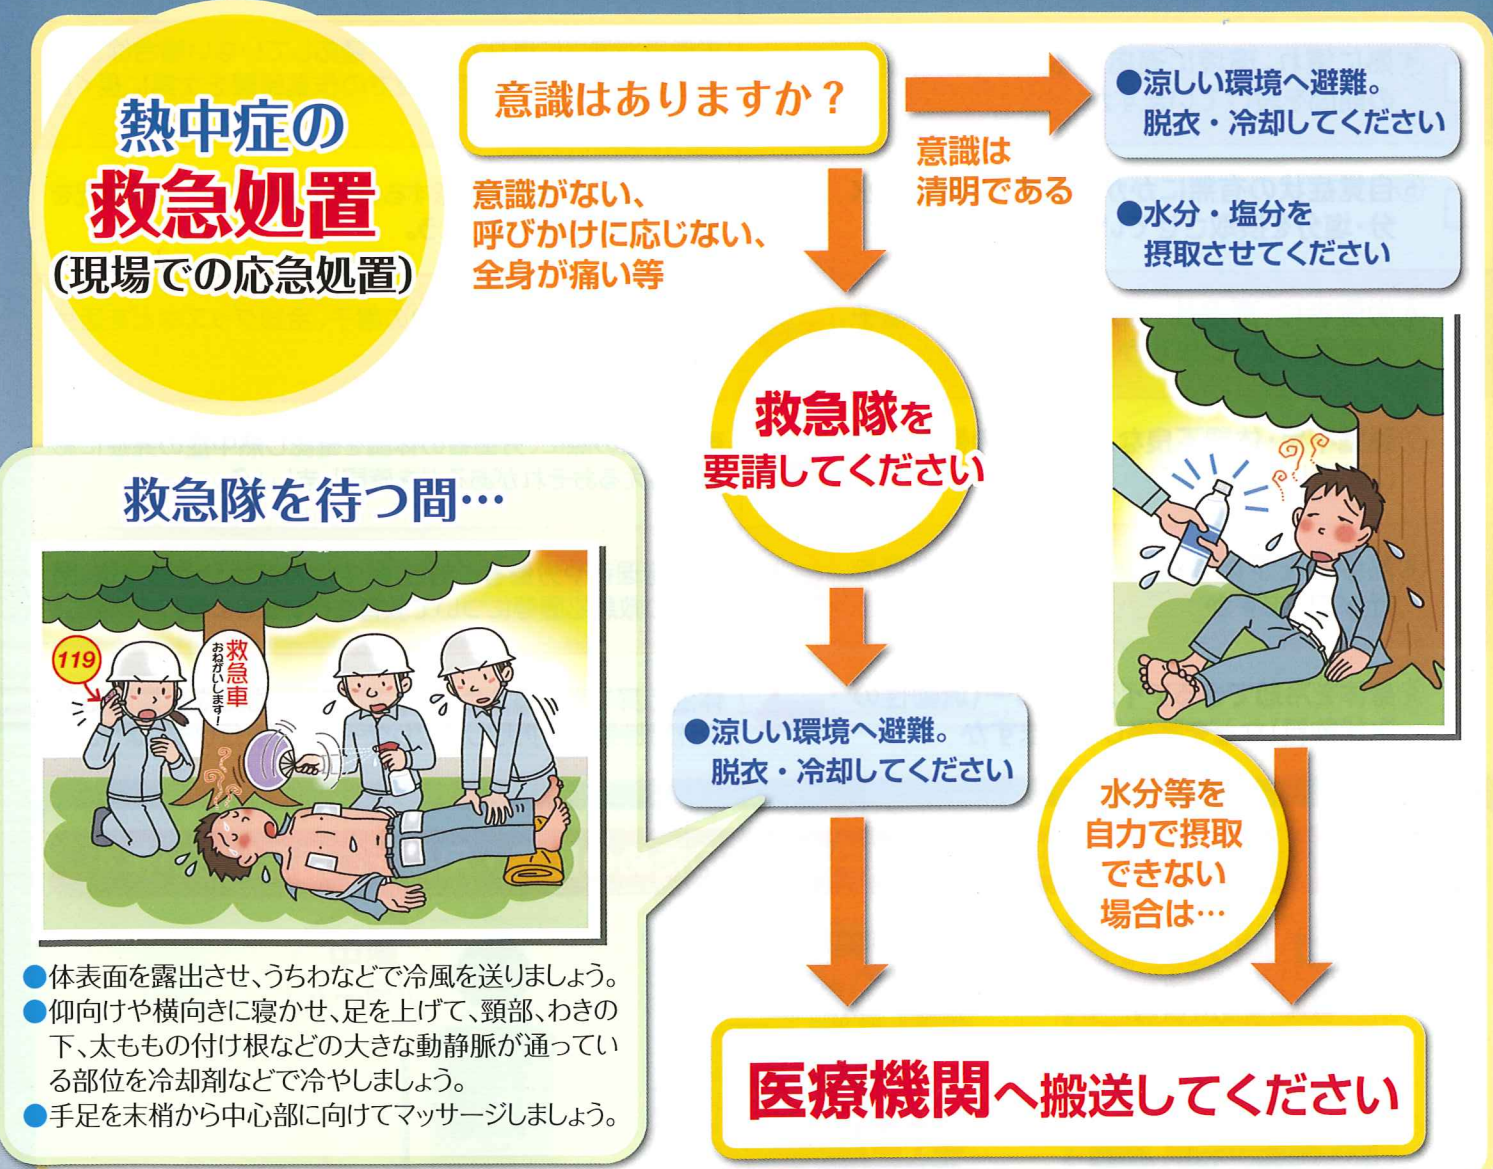 熱中症の
救急処置
(現場での応急処置)
意識はありますか？
意識は
清明である
●涼しい環境へ避難。
脱衣・冷却してください
●水分・塩分を
摂取させてください
意識がない、
呼びかけに応じない、
全身が痛い等
救急隊を
要請してください
救急隊を待つ間…
119
救急車
おねがいします！
●体表面を露出させ、うちわなどで冷風を送りましょう。
●仰向けや横向きに寝かせ、足を上げて、頸部、わきの
下、太ももの付け根などの大きな動静脈が通ってい
る部位を冷却剤などで冷やしましょう。
●手足を末梢から中心部に向けてマッサージしましょう。
●涼しい環境へ避難。
脱衣・冷却してください
水分等を
自力で摂取
できない
場合は…
医療機関へ搬送してください